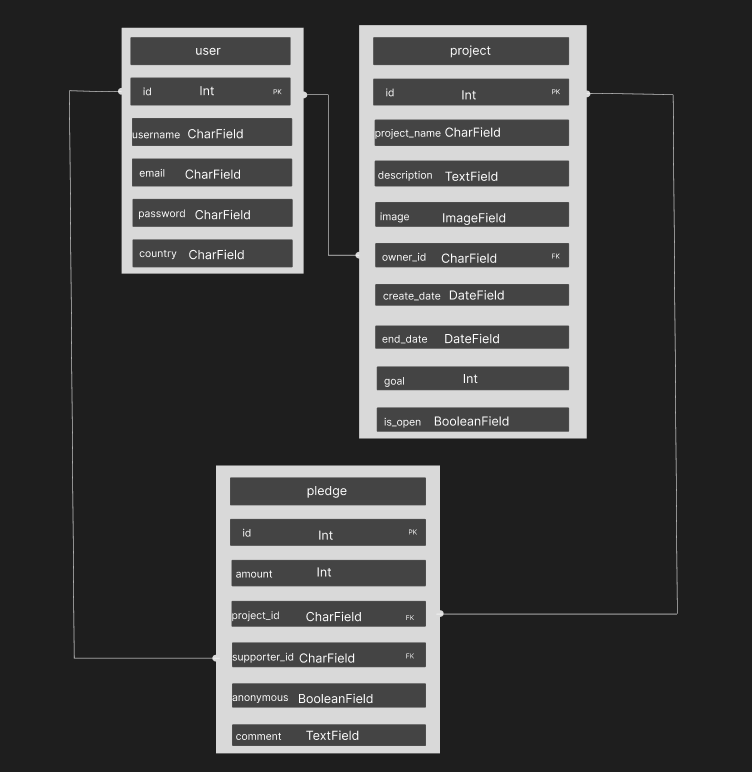 user
id Int PK
username CharField
email CharField
password CharField
country CharField
project
id Int PK
project_name CharField
description TextField
image ImageField
owner_id CharField FK
create_date DateField
end_date DateField
goal Int
is_open BooleanField
pledge
id Int PK
amount Int
project_id CharField FK
supporter_id CharField FK
anonymous BooleanField
comment TextField